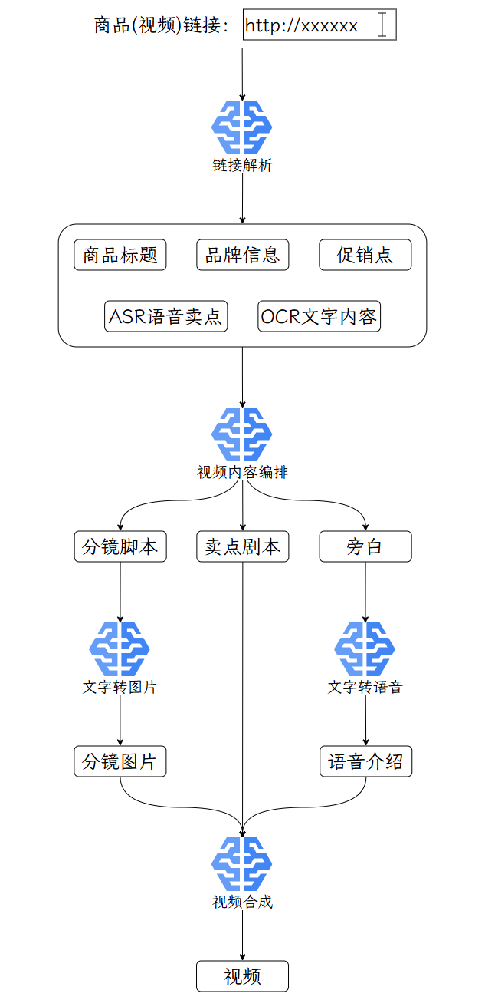 商品(视频)链接： http://xxxxxx
链接解析
商品标题 品牌信息 促销点
ASR语音卖点 OCR文字内容
视频内容编排
分镜脚本 卖点剧本 旁白
文字转图片 文字转语音
分镜图片 语音介绍
视频合成
视频